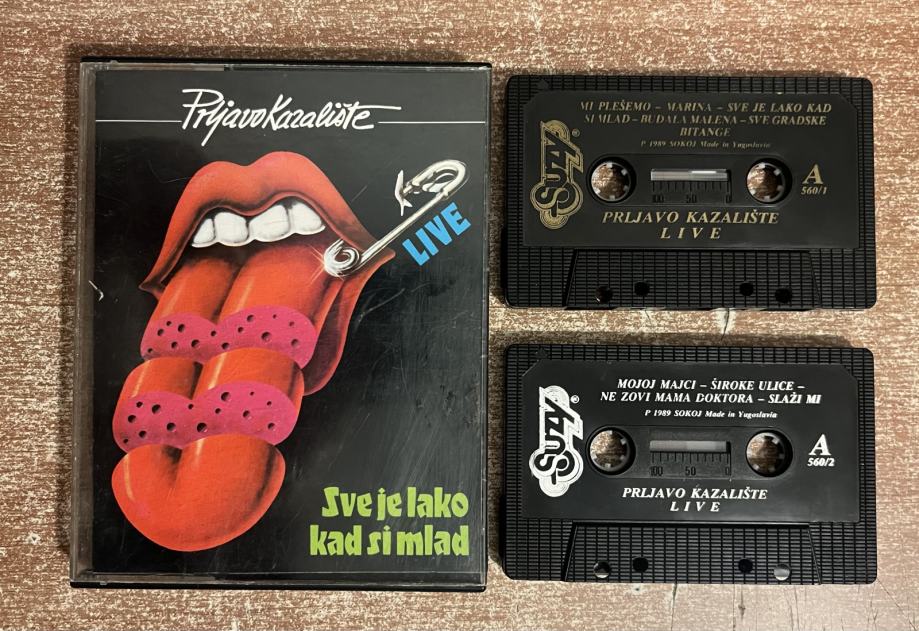 Prljavo Kazalište
LIVE
Sve je lako
kad si mlad
MI PLEŠEMO – MARINA – SVE JE LAKO KAD
SI MLAD – BUDALA MALENA – SVE GRADSKE
BITANGE
P 1989 SOKOJ Made in Yugoslavia
SUZY
®
A
560/1
100 50 0
PRLJAVO KAZALIŠTE
LIVE
MOJOJ MAJCI – ŠIROKE ULICE –
NE ZOVI MAMA DOKTORA – SLAŽI MI
P 1989 SOKOJ Made in Yugoslavia
SUZY
A
560/2
100 50 0
PRLJAVO KAZALIŠTE
LIVE